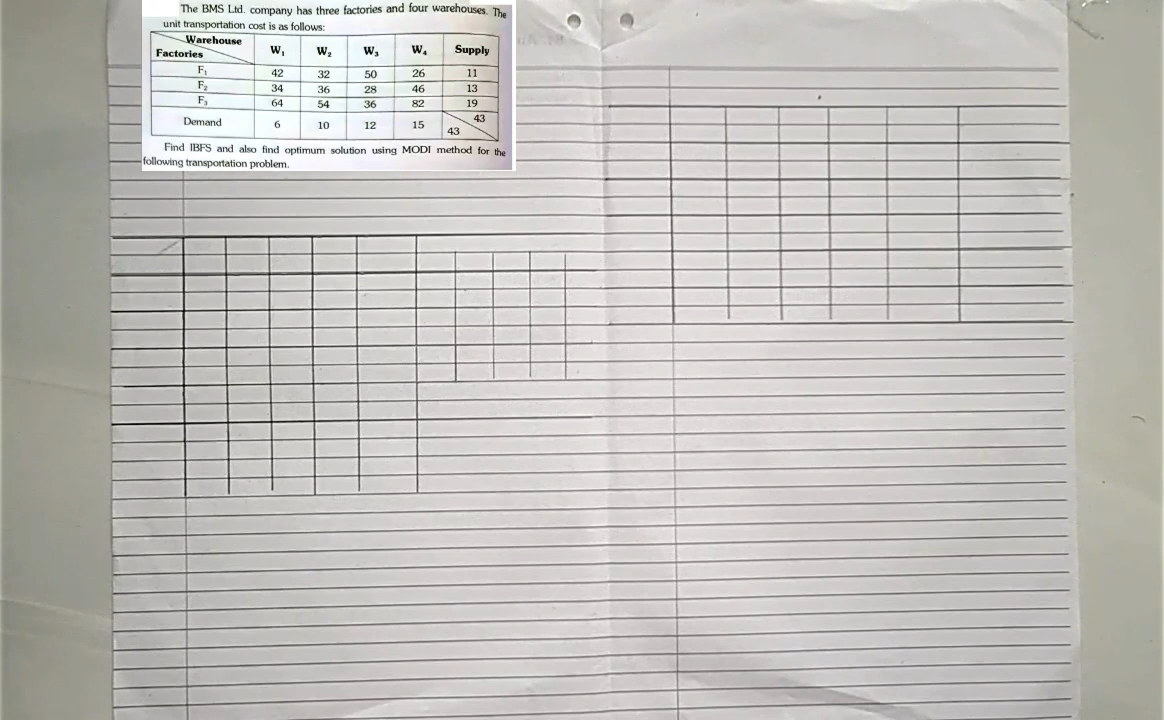 The BMS Ltd. company has three factories and four warehouses. The
unit transportation cost is as follows:
Warehouse
Factories W₁ W₂ W₃ W₄ Supply
F₁ 42 32 50 26 11
F₂ 34 36 28 46 13
F₃ 64 54 36 82 19
Demand 6 10 12 15 43 43
Find IBFS and also find optimum solution using MODI method for the
following transportation problem.